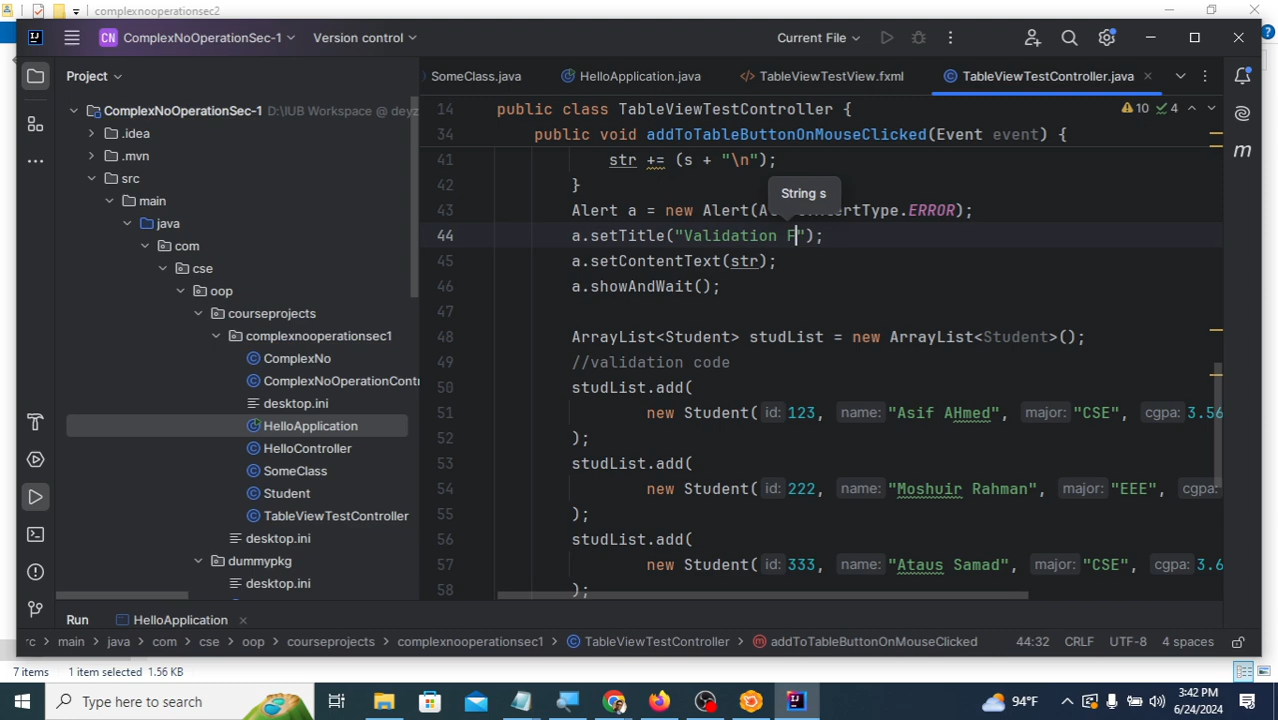 complexnooperationsec2
CN ComplexNoOperationSec-1 Version control Current File
Project
SomeClass.java HelloApplication.java TableViewTestView.fxml TableViewTestController.java
ComplexNoOperationSec-1 D:\IUB Workspace @ deyz
.idea
.mvn
src
main
java
com
cse
oop
courseprojects
complexnooperationsec1
ComplexNo
ComplexNoOperationContr
desktop.ini
HelloApplication
HelloController
SomeClass
Student
TableViewTestController
desktop.ini
dummypkg
desktop.ini
14 public class TableViewTestController {
10 4
34 public void addToTableButtonOnMouseClicked(Event event) {
41 str += (s + "\n");
42 }
String s
43 Alert a = new Alert(A AlertType.ERROR);
44 a.setTitle("Validation F");
45 a.setContentText(str);
46 a.showAndWait();
47
48 ArrayList<Student> studList = new ArrayList<Student>();
49 //validation code
50 studList.add(
51 new Student( id: 123, name: "Asif AHmed", major: "CSE", cgpa: 3.56
52 );
53 studList.add(
54 new Student( id: 222, name: "Moshuir Rahman", major: "EEE", cgpa:
55 );
56 studList.add(
57 new Student( id: 333, name: "Ataus Samad", major: "CSE", cgpa: 3.6
58 );
Run HelloApplication
rc main java com cse oop courseprojects complexnooperationsec1 TableViewTestController addToTableButtonOnMouseClicked 44:32 CRLF UTF-8 4 spaces
7 items 1 item selected 1.56 KB
Type here to search
94°F
3:42 PM
6/24/2024